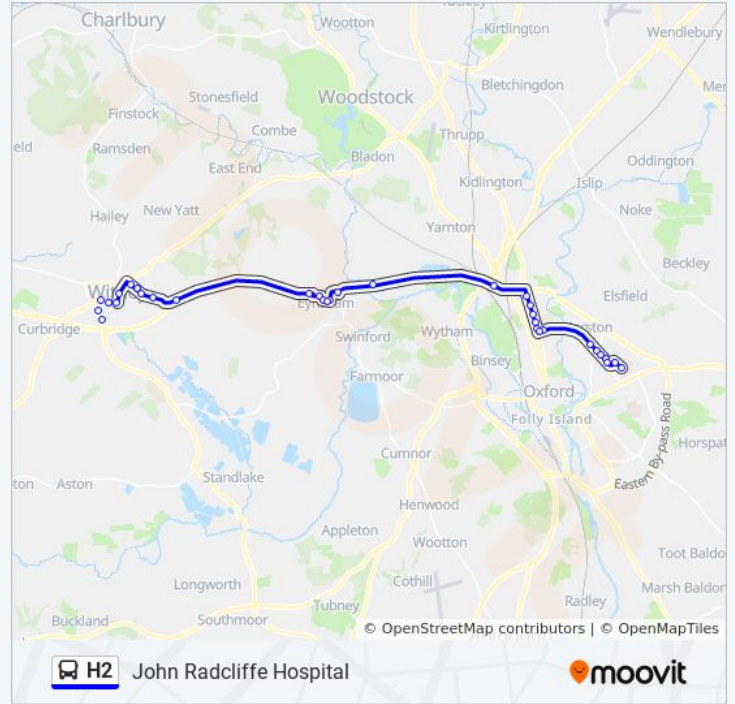 Charlbury
Wootton
Kirtlington
Wendlebury
Stonesfield
Bletchingdon
Finstock
Woodstock
Combe
Thrupp
Ramsden
Bladon
Oddington
East End
Kidlington
Islip
Hailey
New Yatt
Noke
Yarnton
Beckley
Elsfield
Curbridge
Swinford
Wytham
Binsey
Farmoor
Oxford
Folly Island
Eastern By-pass Road
Horspat
Cumnor
ton
Aston
Standlake
Henwood
Appleton
Wootton
Toot Baldo
Cothill
Longworth
Tubney
Radley
Marsh Baldon
Buckland
Southmoor
© OpenStreetMap contributors | © OpenMapTiles
H2 John Radcliffe Hospital
moovit